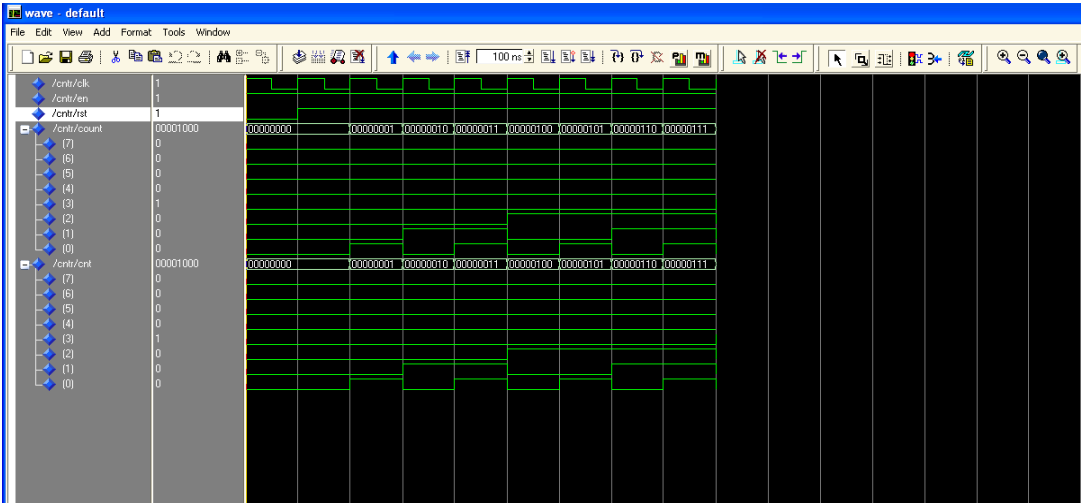 wave - default
File Edit View Add Format Tools Window
100 ns
/cntr/clk 1
/cntr/en 1
/cntr/rst 1
/cntr/count 00001000 00000000 00000001 00000010 00000011 00000100 00000101 00000110 00000111
(7) 0
(6) 0
(5) 0
(4) 0
(3) 1
(2) 0
(1) 0
(0) 0
/cntr/cnt 00001000 00000000 00000001 00000010 00000011 00000100 00000101 00000110 00000111
(7) 0
(6) 0
(5) 0
(4) 0
(3) 1
(2) 0
(1) 0
(0) 0